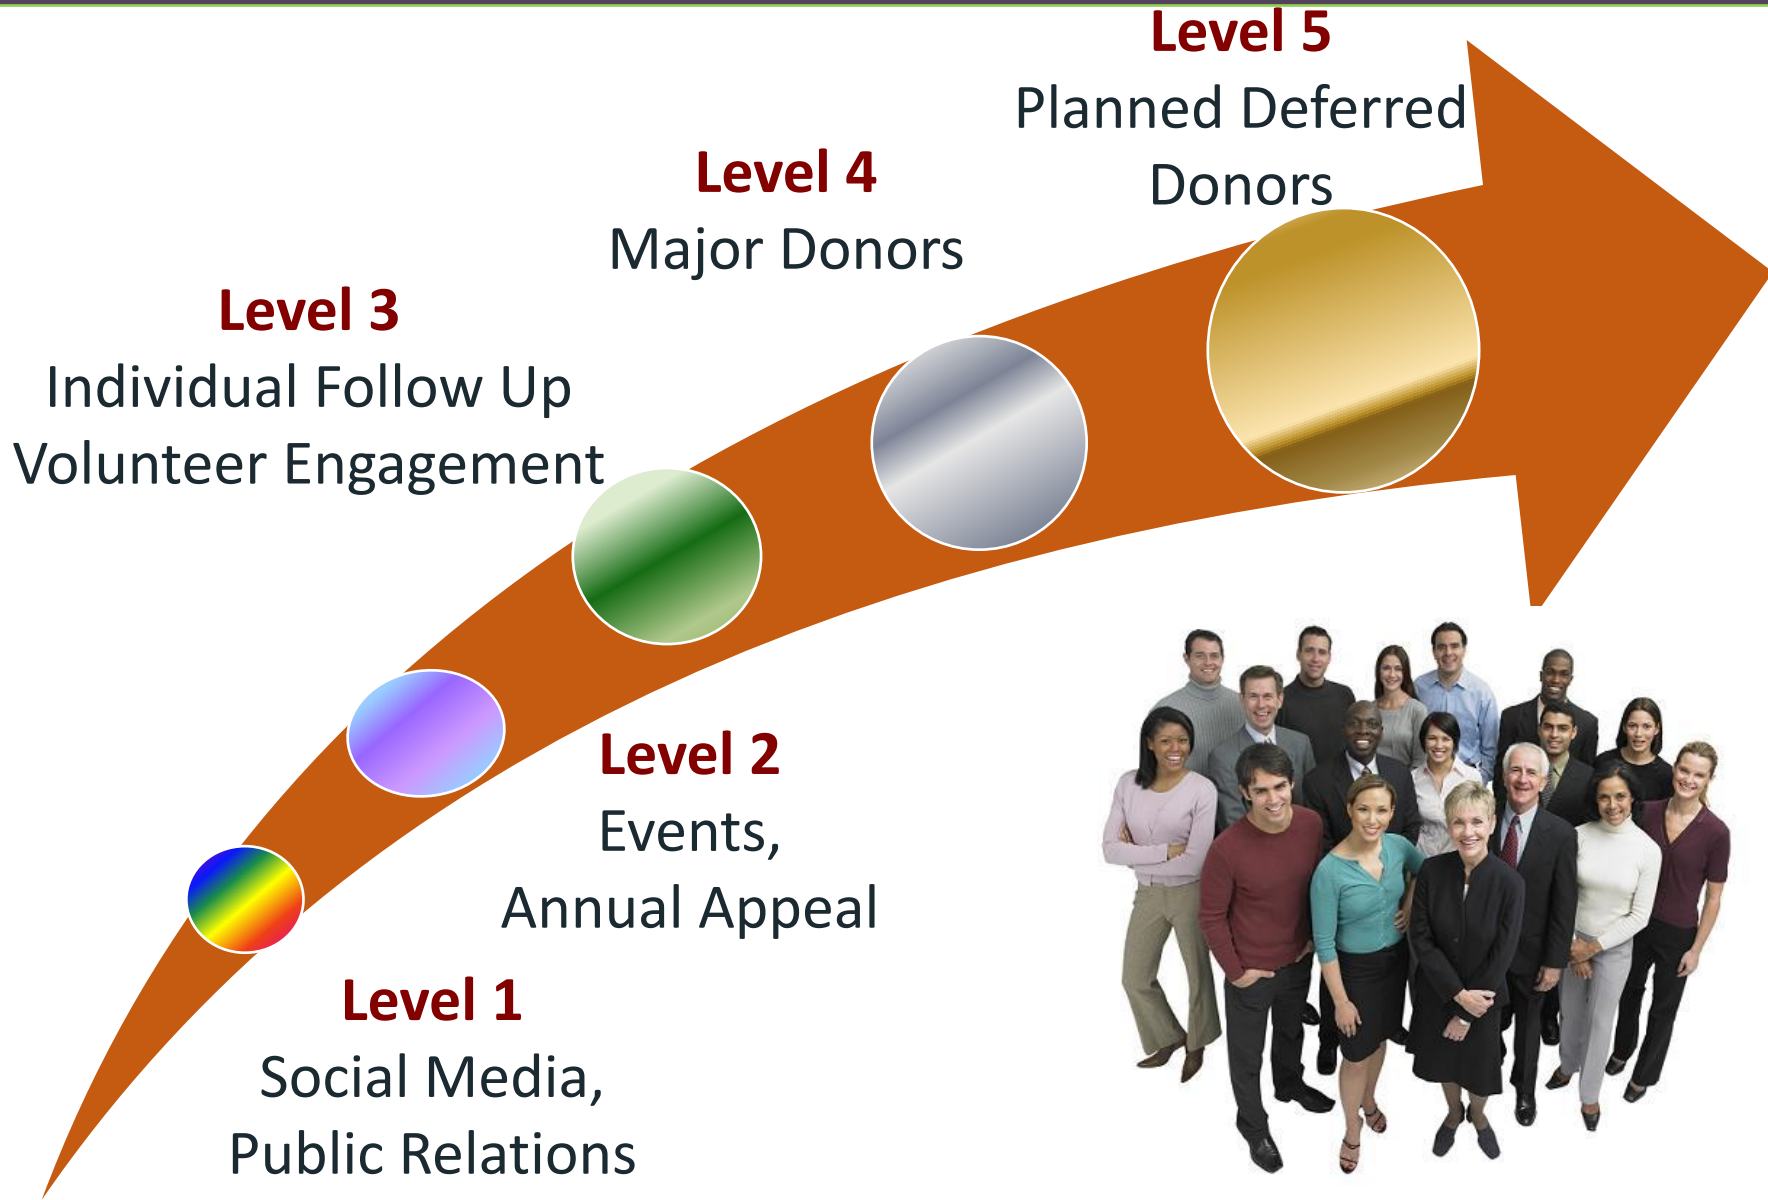 Level 5
Planned Deferred
Donors
Level 4
Major Donors
Level 3
Individual Follow Up
Volunteer Engagement
Level 2
Events,
Annual Appeal
Level 1
Social Media,
Public Relations